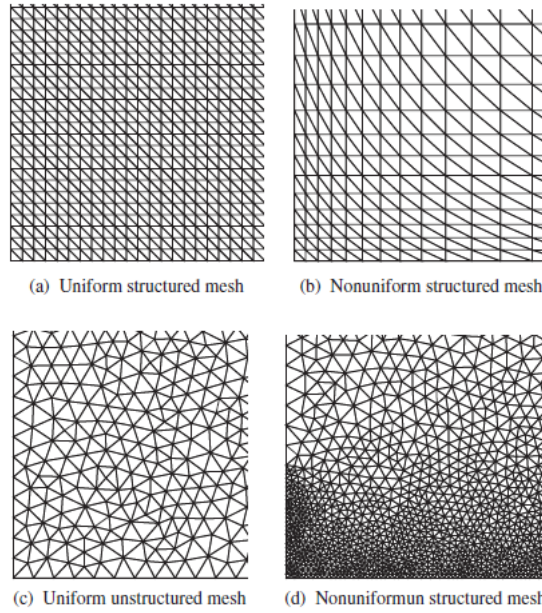 (a) Uniform structured mesh
(b) Nonuniform structured mesh
(c) Uniform unstructured mesh
(d) Nonuniformun structured mesh